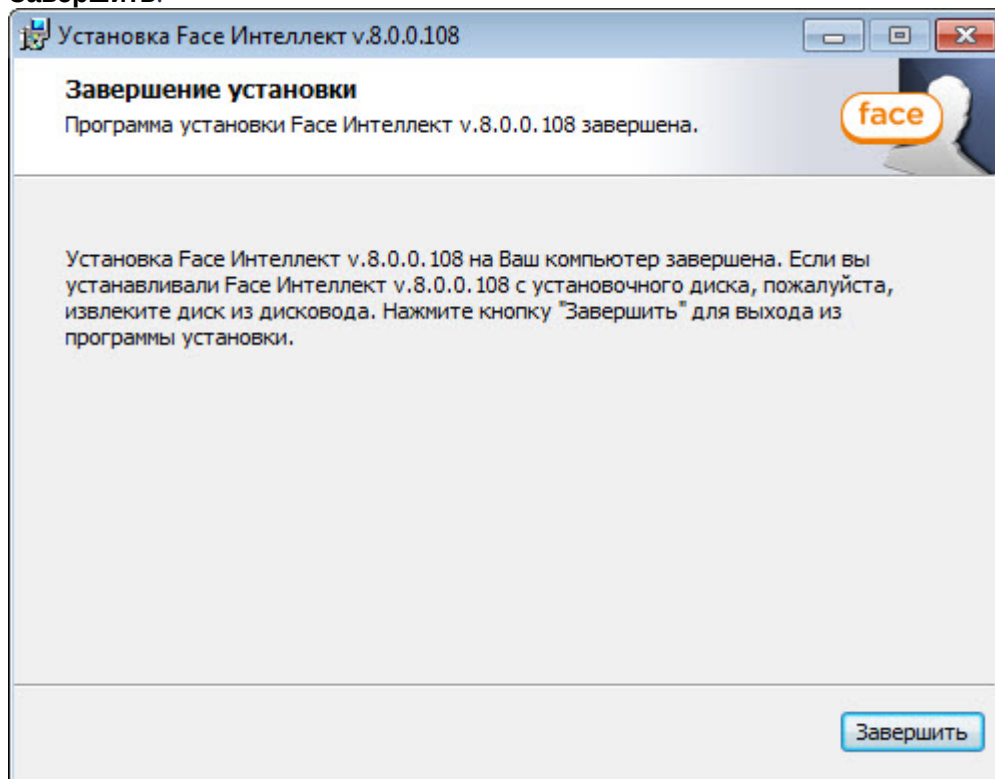 Завершить.
Установка Face Интеллект v.8.0.0.108
Завершение установки
Программа установки Face Интеллект v.8.0.0.108 завершена.
face
Установка Face Интеллект v.8.0.0.108 на Ваш компьютер завершена. Если вы
устанавливали Face Интеллект v.8.0.0.108 с установочного диска, пожалуйста,
извлеките диск из дисковода. Нажмите кнопку "Завершить" для выхода из
программы установки.
Завершить